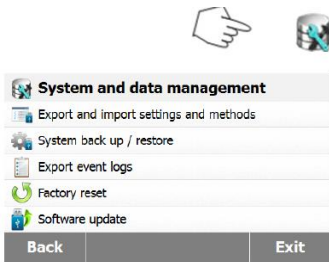 System and data management
Export and import settings and methods
System back up / restore
Export event logs
Factory reset
Software update
Back Exit